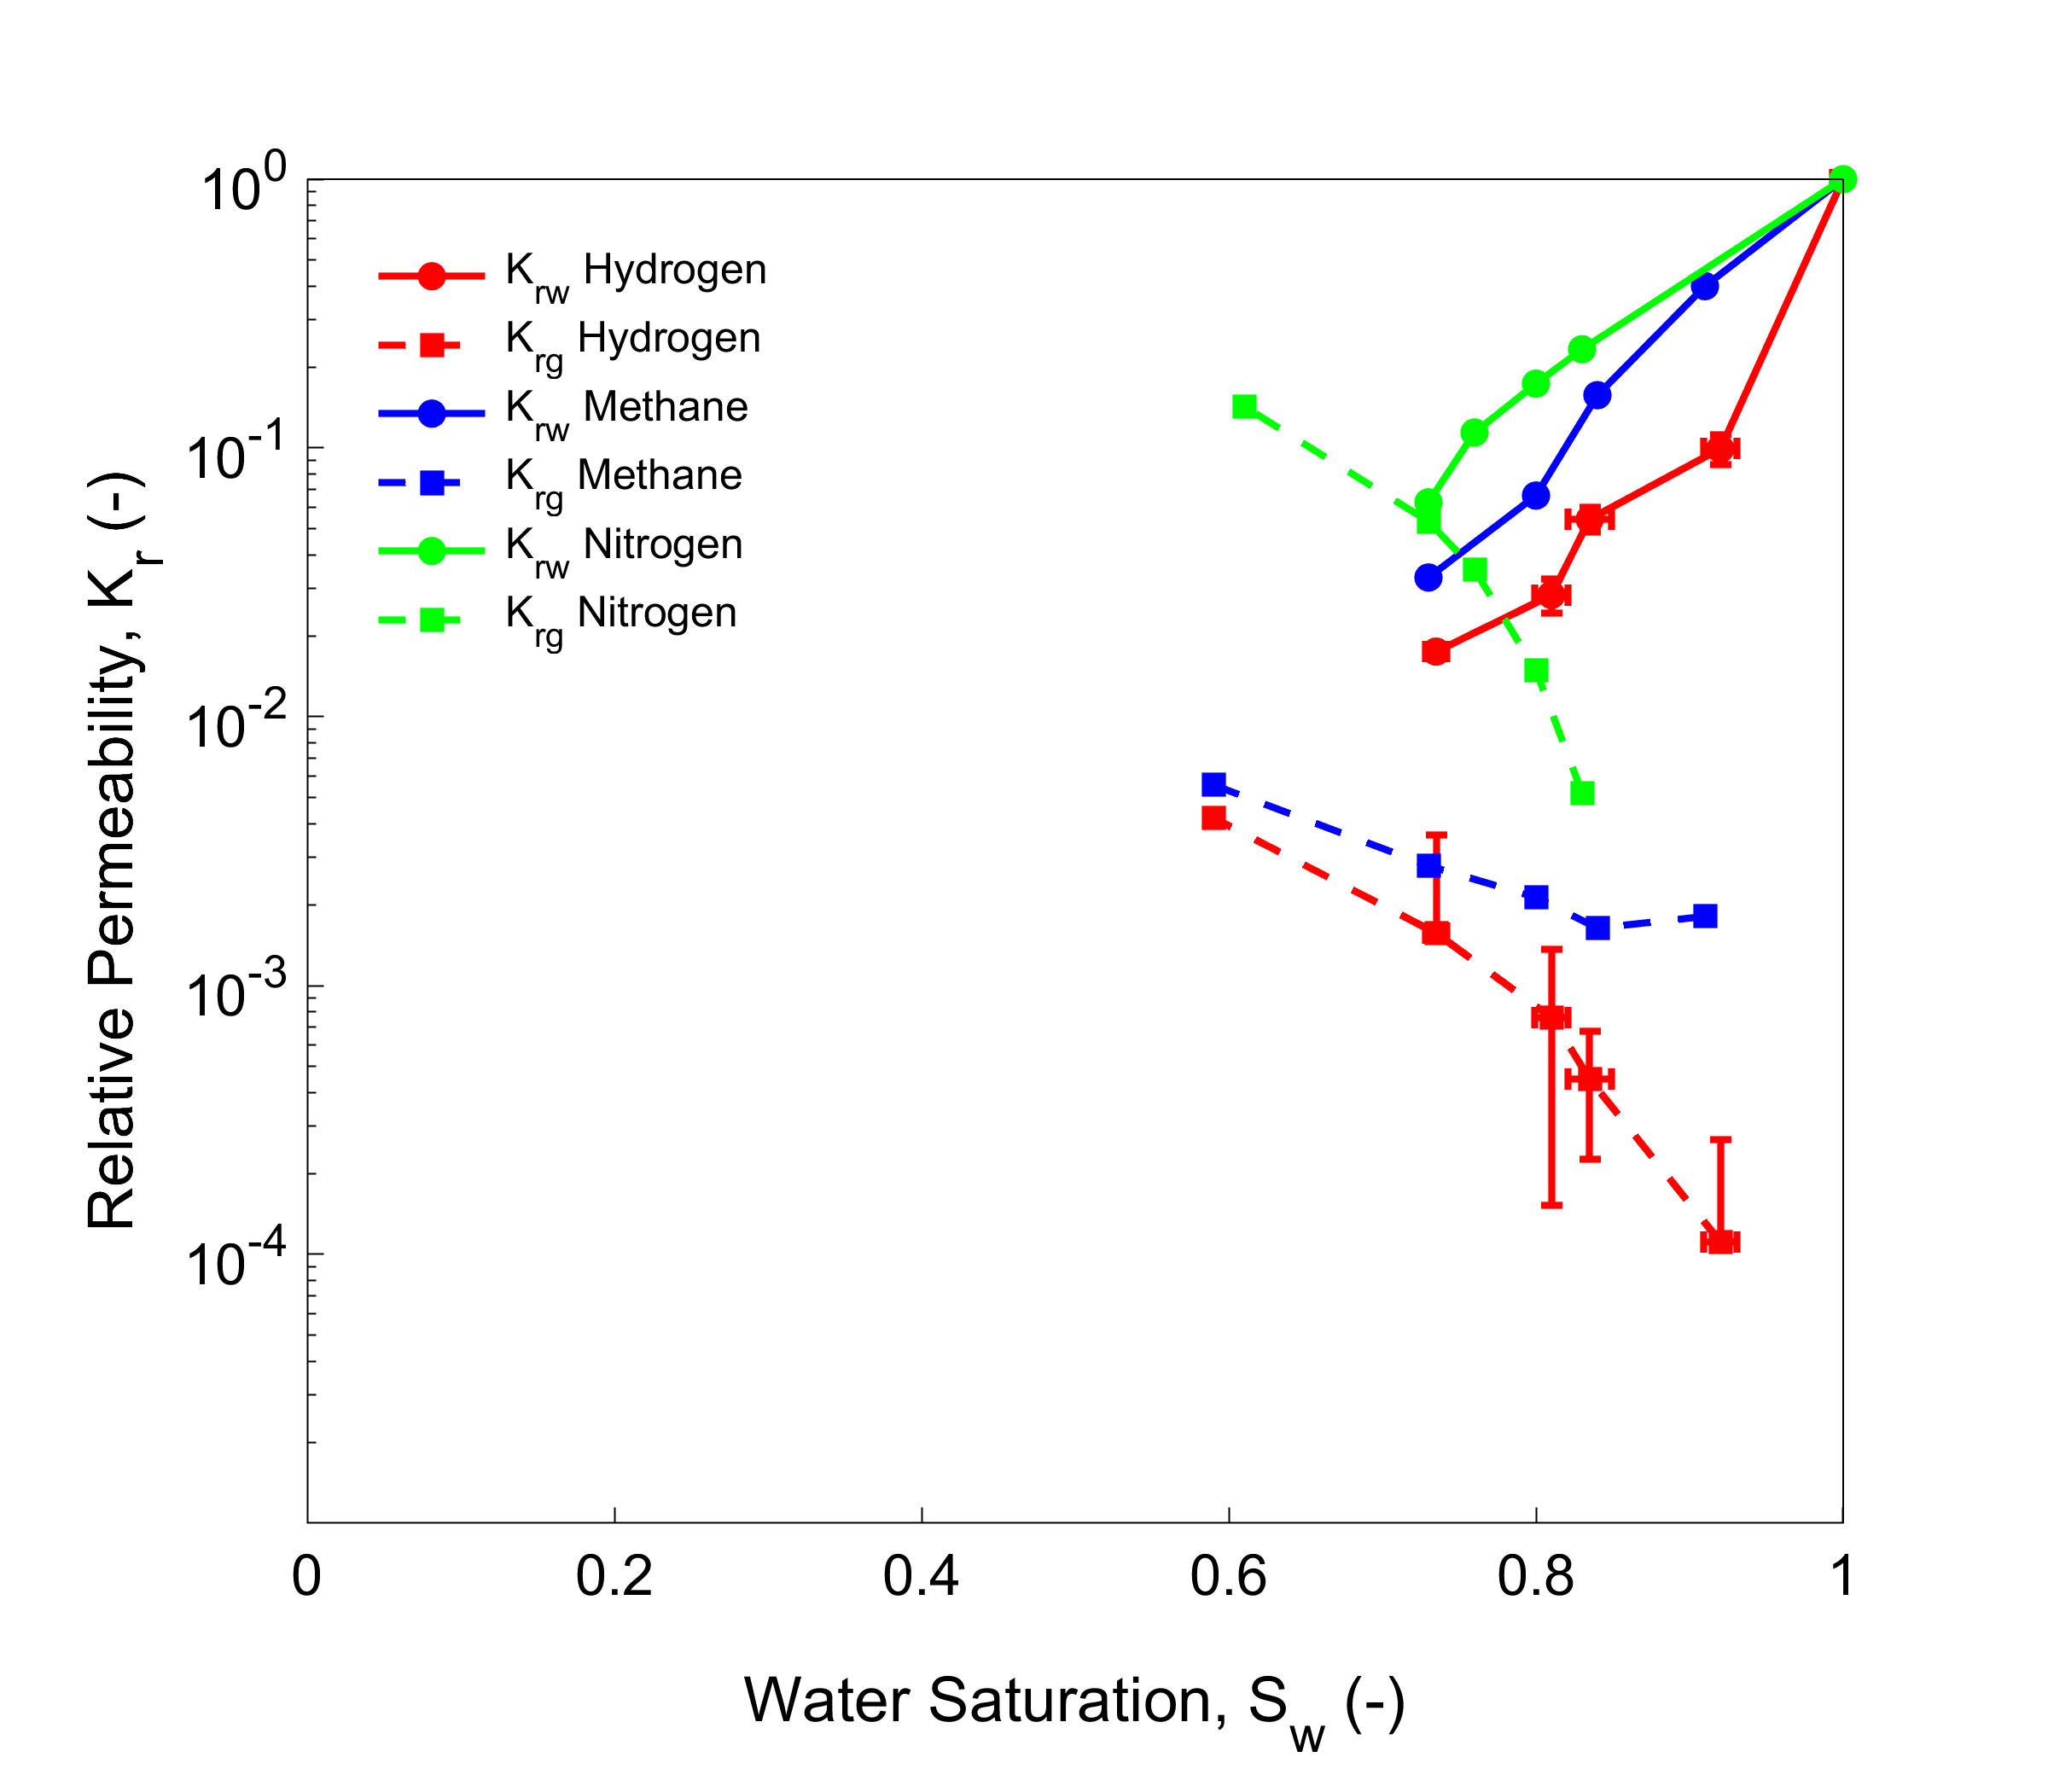 10^0
10^-1
10^-2
10^-3
10^-4
Relative Permeability, K_r (-)
K_rw Hydrogen
K_rg Hydrogen
K_rw Methane
K_rg Methane
K_rw Nitrogen
K_rg Nitrogen
0 0.2 0.4 0.6 0.8 1
Water Saturation, S_w (-)